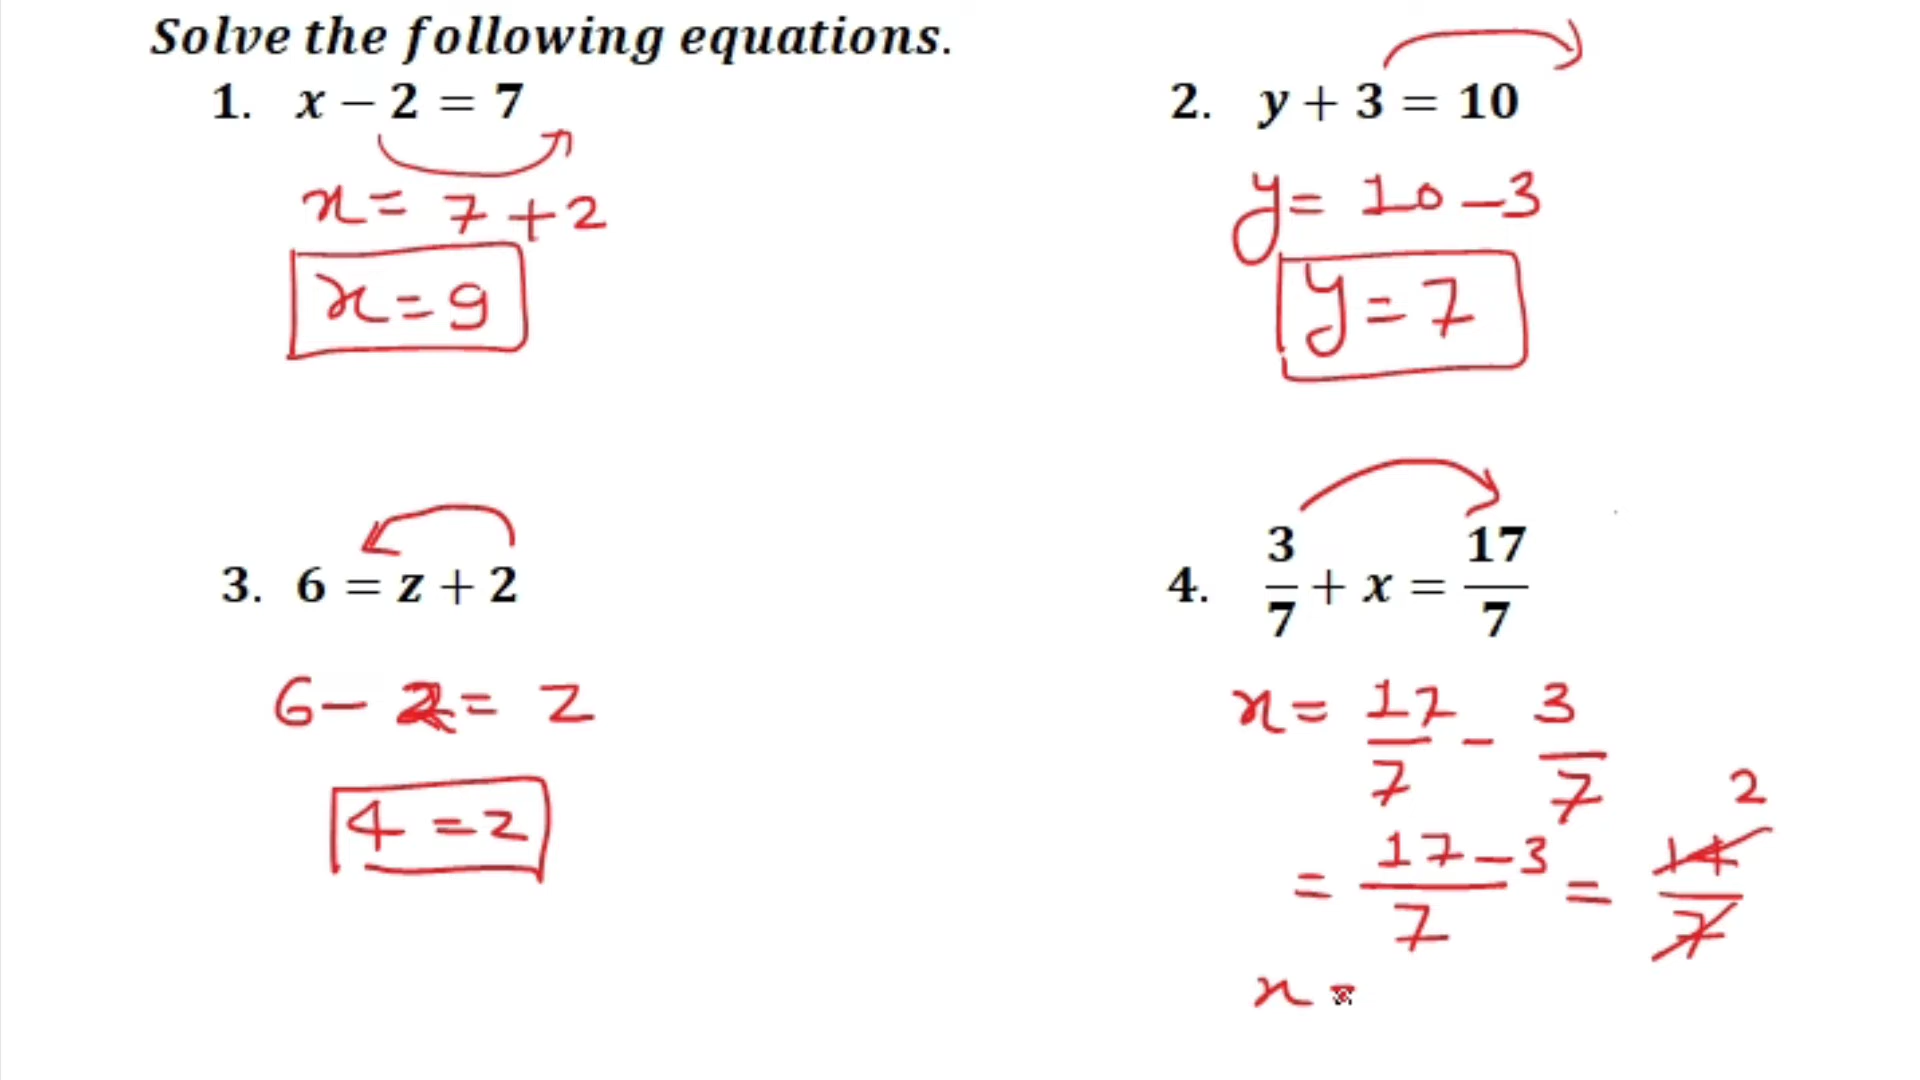 Solve the following equations.
1. x − 2 = 7
x = 7 + 2
x = 9
2. y + 3 = 10
y = 10 − 3
y = 7
3. 6 = z + 2
6 − 2 = z
4 = z
4. 3/7 + x = 17/7
x = 17/7 − 3/7
= 17 − 3/7 = 14/7 2
x =